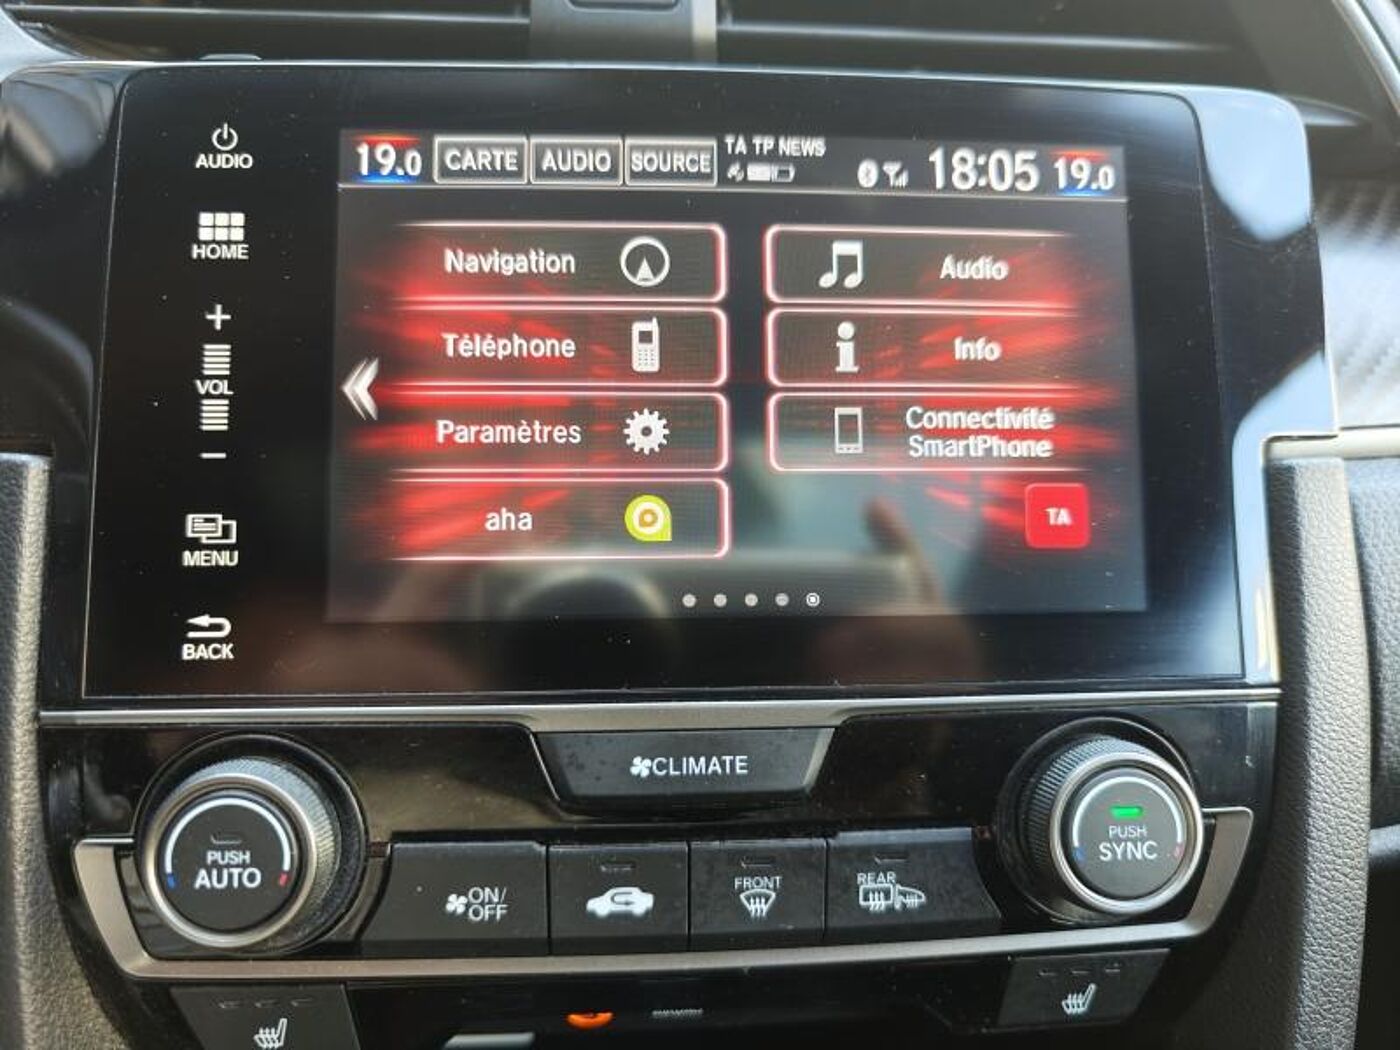 AUDIO
HOME
+
VOL
−
MENU
BACK
19.0 CARTE AUDIO SOURCE TA TP NEWS 18:05 19.0
Navigation
Audio
Téléphone
Info
Paramètres
Connectivité
SmartPhone
aha
TA
CLIMATE
PUSH
AUTO
ON/
OFF
FRONT
REAR
PUSH
SYNC